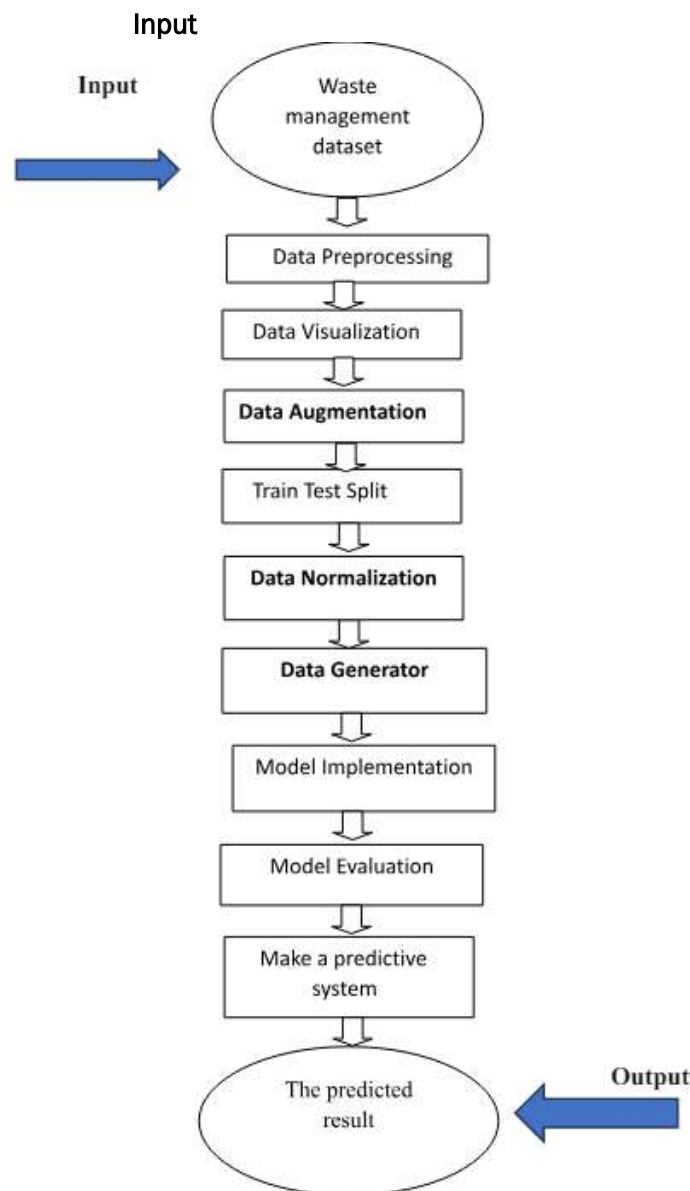 Input
Input
Waste
management
dataset
Data Preprocessing
Data Visualization
Data Augmentation
Train Test Split
Data Normalization
Data Generator
Model Implementation
Model Evaluation
Make a predictive
system
Output
The predicted
result